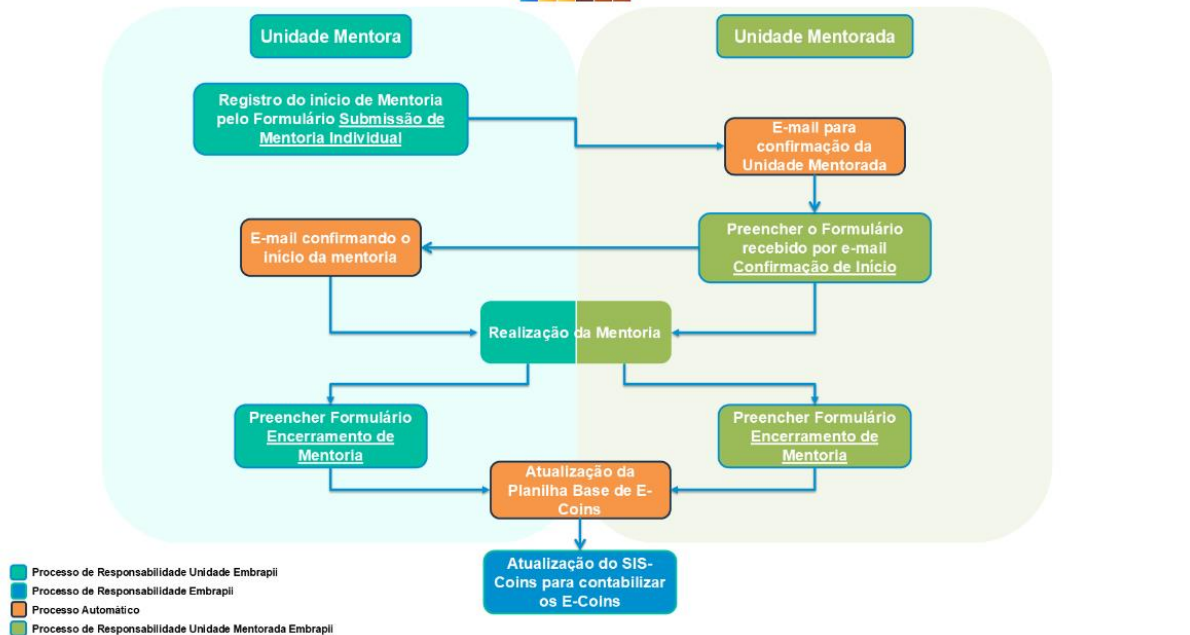 Unidade Mentora
Unidade Mentorada
Registro do início de Mentoria
pelo Formulário Submissão de
Mentoria Individual
E-mail para
confirmação da
Unidade Mentorada
E-mail confirmando o
Início da mentoria
Preencher o Formulário
recebido por e-mail
Confirmação de Início
Realização da Mentoria
Preencher Formulário
Encerramento de
Mentoria
Preencher Formulário
Encerramento de
Mentoria
Atualização da
Planilha Base de E-
Coins
Atualização do SIS-
Coins para contabilizar
os E-Coins
Processo de Responsabilidade Unidade Embrapii
Processo de Responsabilidade Embrapii
Processo Automático
Processo de Responsabilidade Unidade Mentorada Embrapii